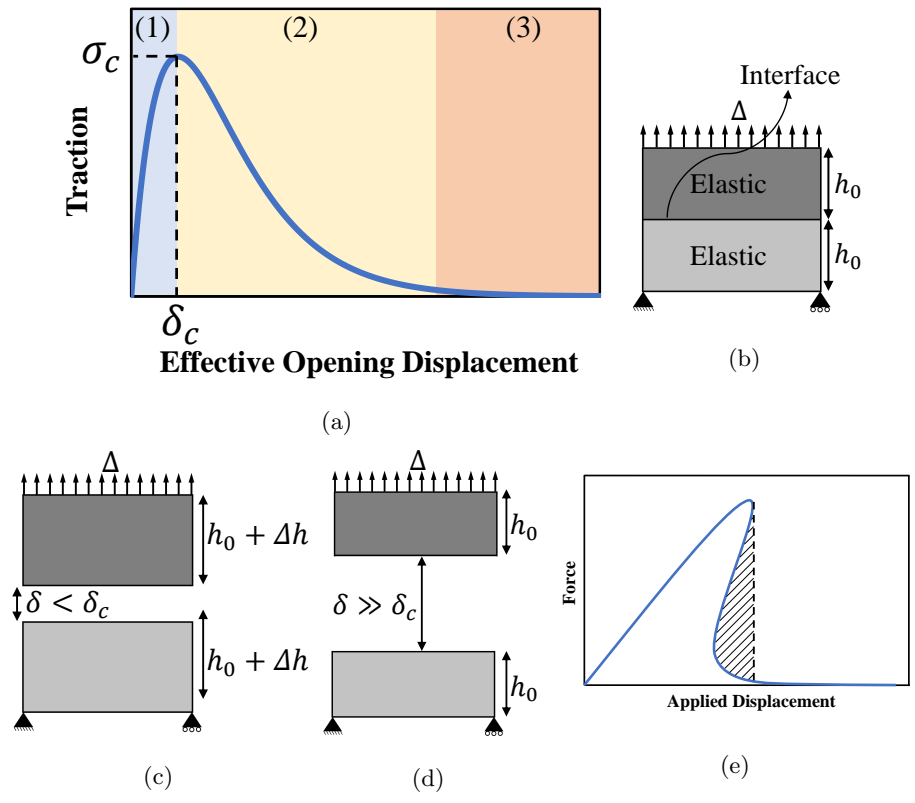 (1)
(2)
(3)
σ_c
Traction
δ_c
Effective Opening Displacement
(a)
Interface
Δ
Elastic
h_0
Elastic
h_0
(b)
Δ
h_0 + Δh
δ < δ_c
h_0 + Δh
(c)
Δ
h_0
δ ≫ δ_c
h_0
(d)
Force
Applied Displacement
(e)